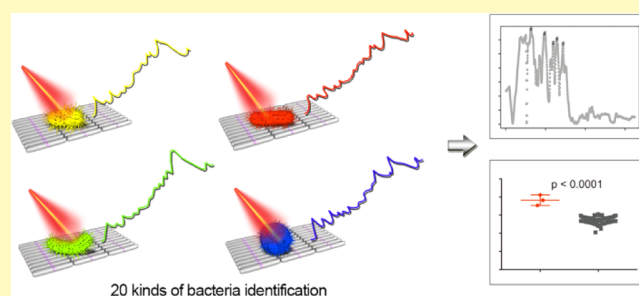 p < 0.0001
20 kinds of bacteria identification